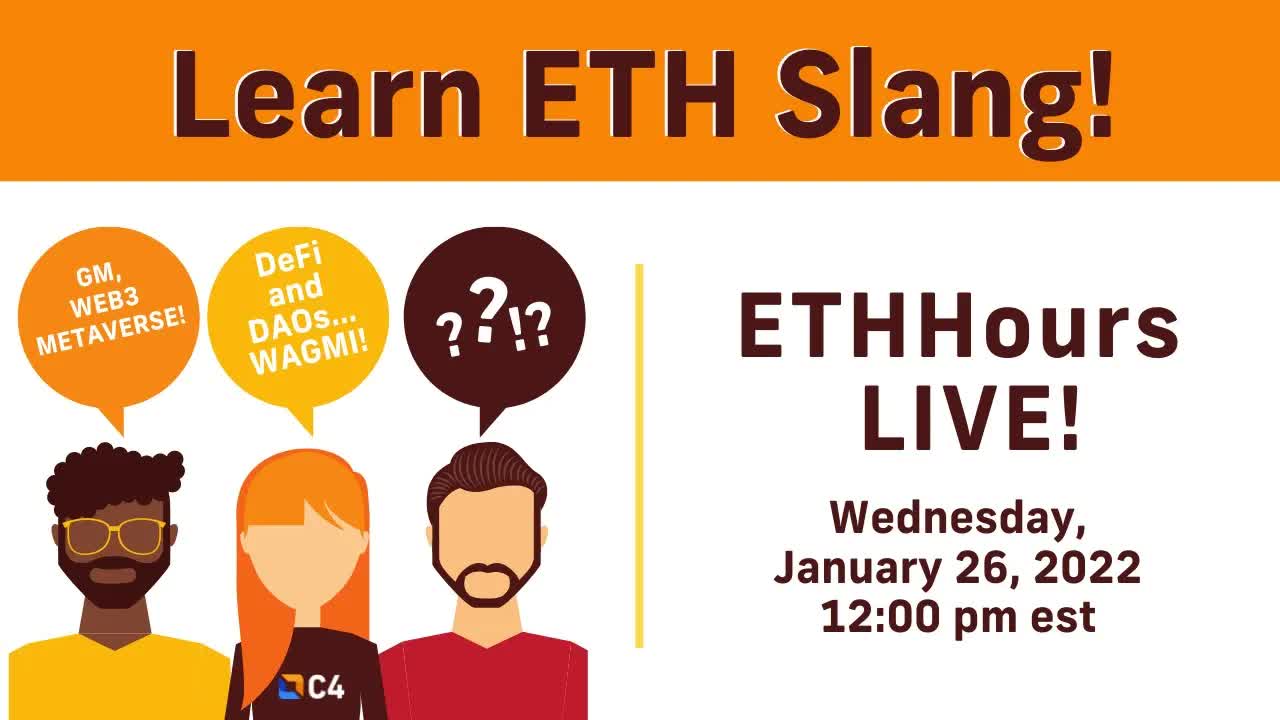 Learn ETH Slang!
GM,
WEB3
METAVERSE!
DeFi
and
DAOs...
WAGMI!
??!?
ETHHours
LIVE!
Wednesday,
January 26, 2022
12:00 pm est
C4